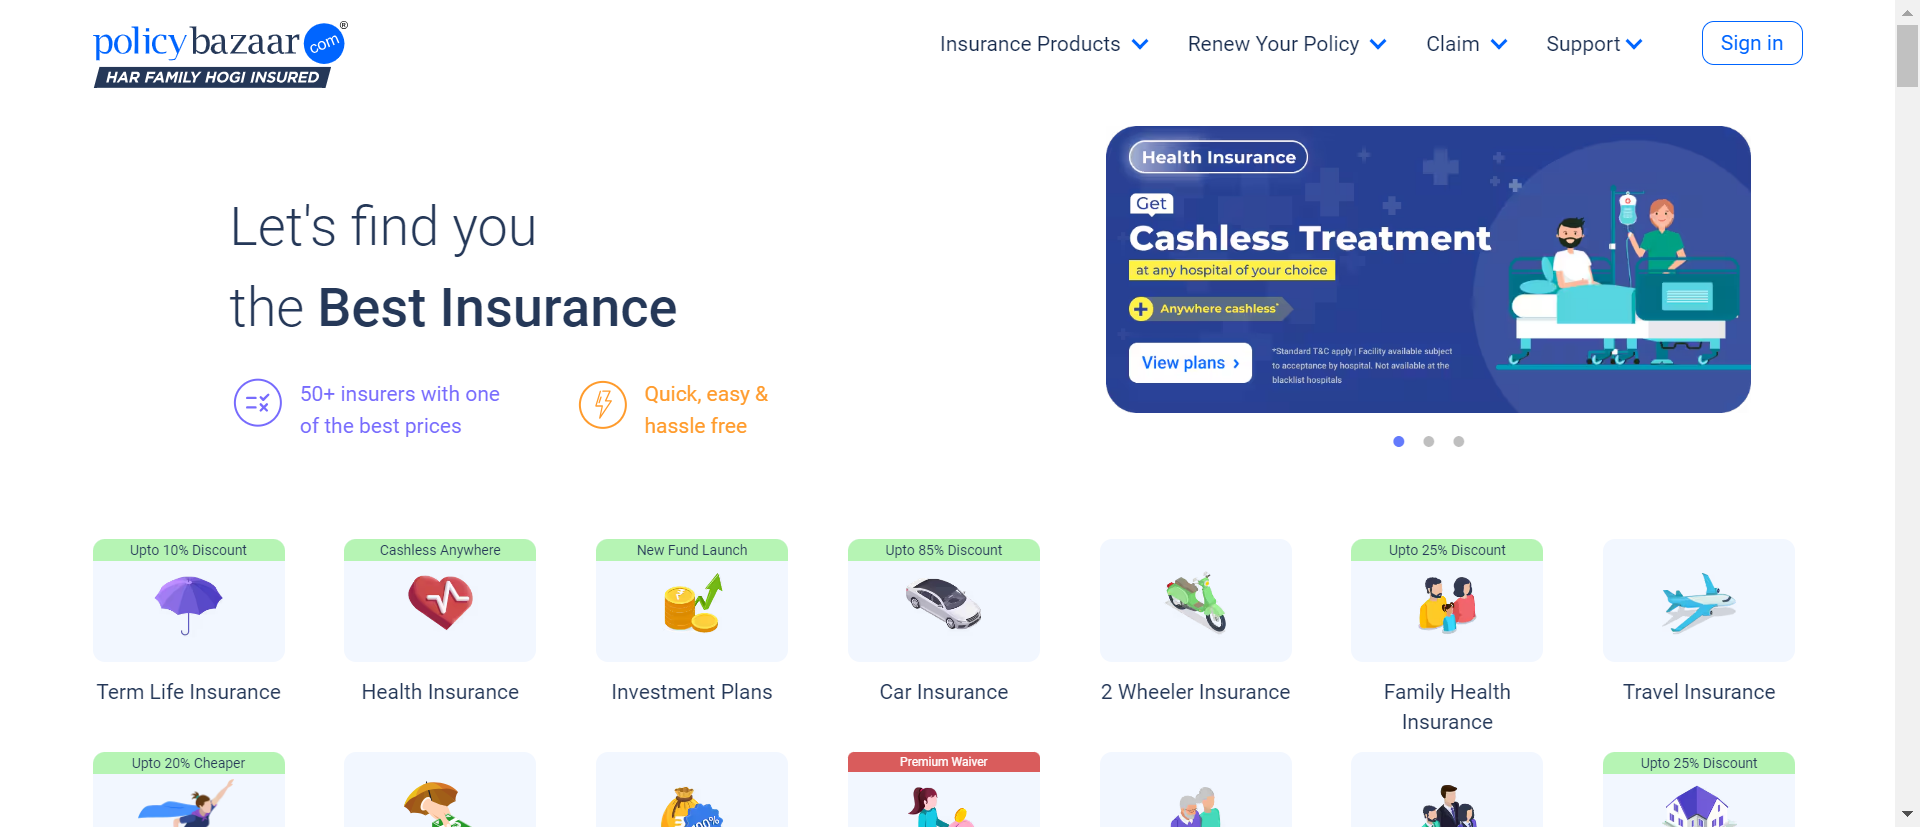 policybazaar.com®
HAR FAMILY HOGI INSURED
Insurance Products
Renew Your Policy
Claim
Support
Sign in
Let's find you
the Best Insurance
50+ insurers with one
of the best prices
Quick, easy &
hassle free
Health Insurance
Get
Cashless Treatment
at any hospital of your choice
Anywhere cashless*
View plans ›
*Standard T&C apply | Facility available subject
to acceptance by hospital. Not available at the
blacklist hospitals
Upto 10% Discount
Term Life Insurance
Cashless Anywhere
Health Insurance
New Fund Launch
Investment Plans
Upto 85% Discount
Car Insurance
2 Wheeler Insurance
Upto 25% Discount
Family Health
Insurance
Travel Insurance
Upto 20% Cheaper
100%
Premium Waiver
Upto 25% Discount